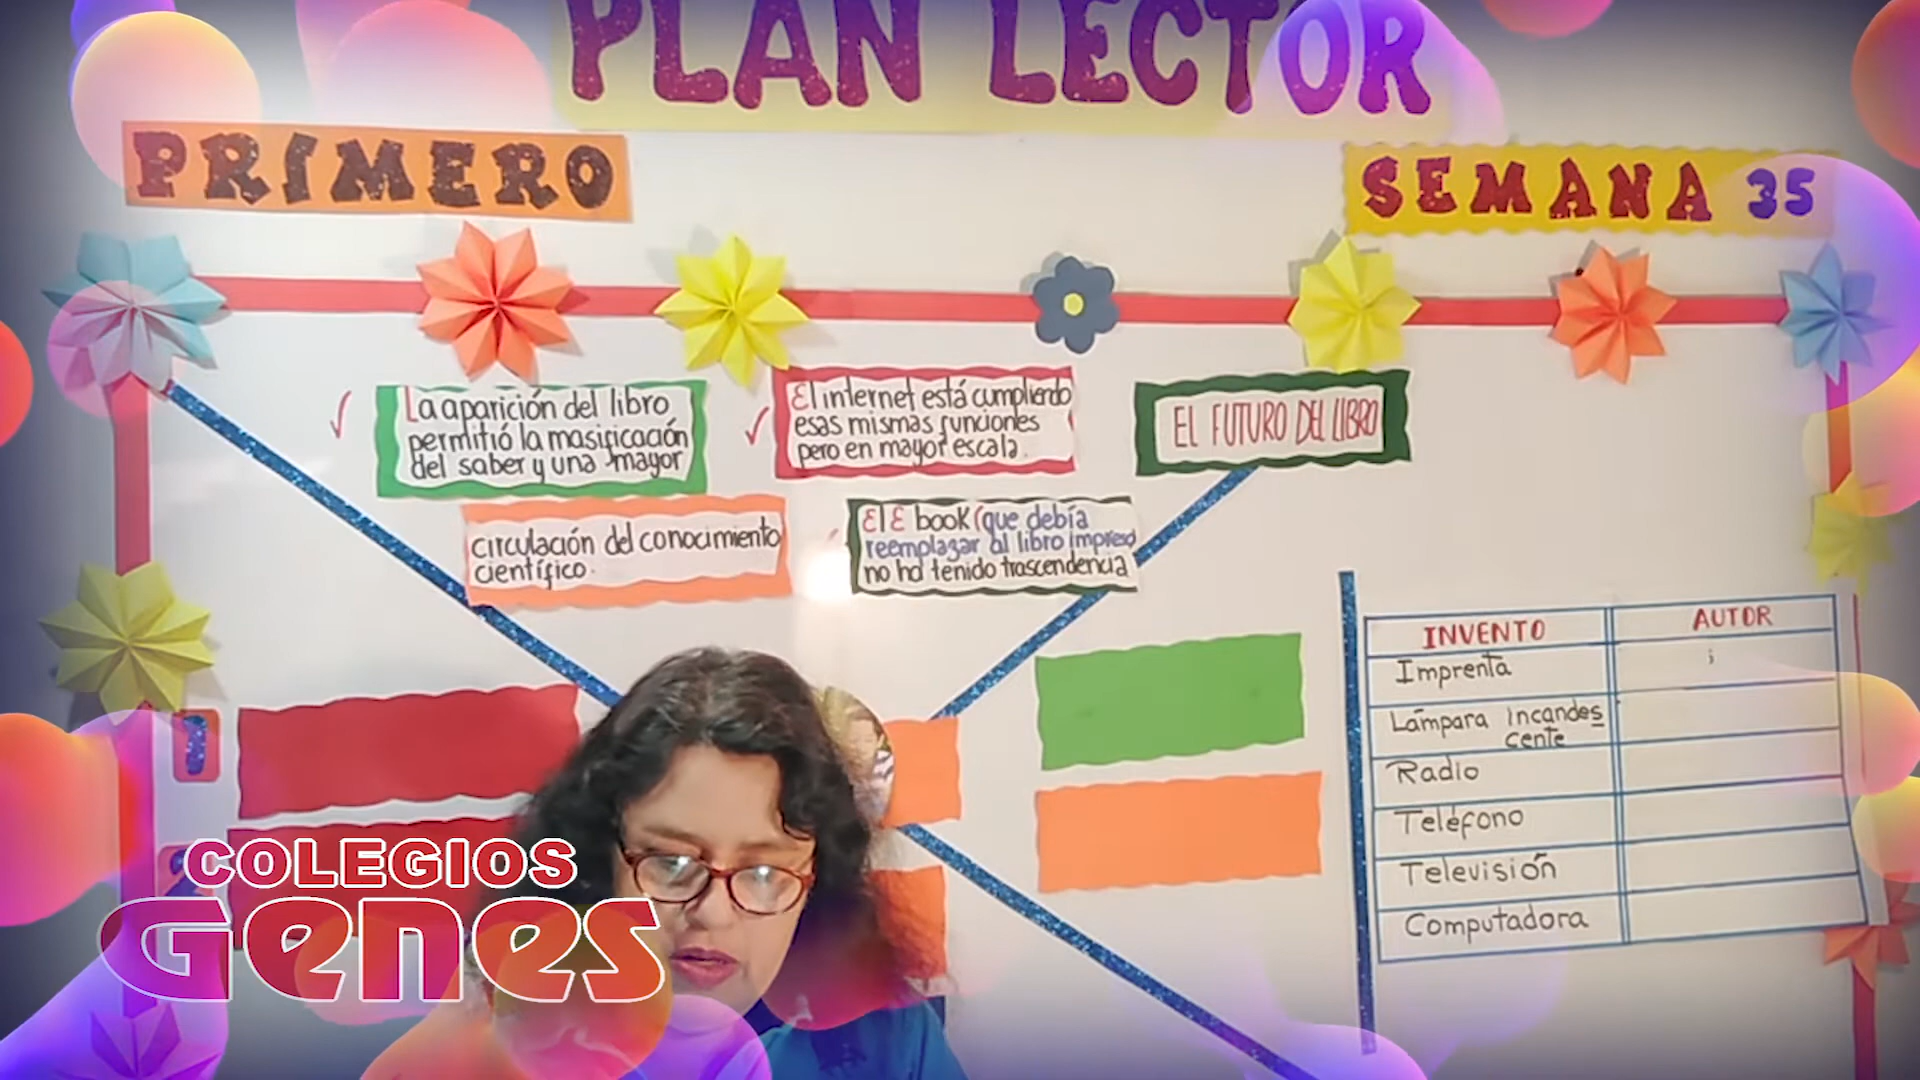 PLAN LECTOR
PRIMERO
SEMANA 35
La aparición del libro
permitió la masificación
del saber y una mayor
circulación del conocimiento
científico.
El internet está cumpliendo
esas mismas funciones
pero en mayor escala.
El E book (que debía
reemplazar al libro impreso
no ha tenido trascendencia
EL FUTURO DEL LIBRO
1
INVENTO AUTOR
Imprenta
Lámpara incandes
cente
Radio
Teléfono
Televisión
Computadora
COLEGIOS
Genes